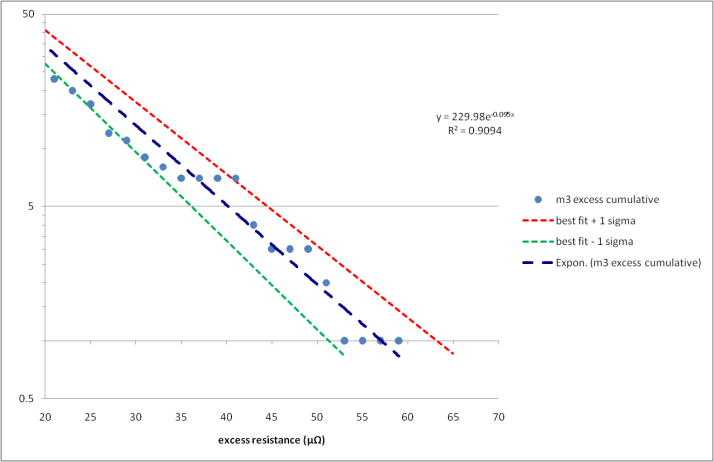 50
y = 229.98e-0.095x
R² = 0.9094
m3 excess cumulative
best fit + 1 sigma
5
best fit - 1 sigma
Expon. (m3 excess cumulative)
0.5
20 25 30 35 40 45 50 55 60 65 70
excess resistance (µΩ)